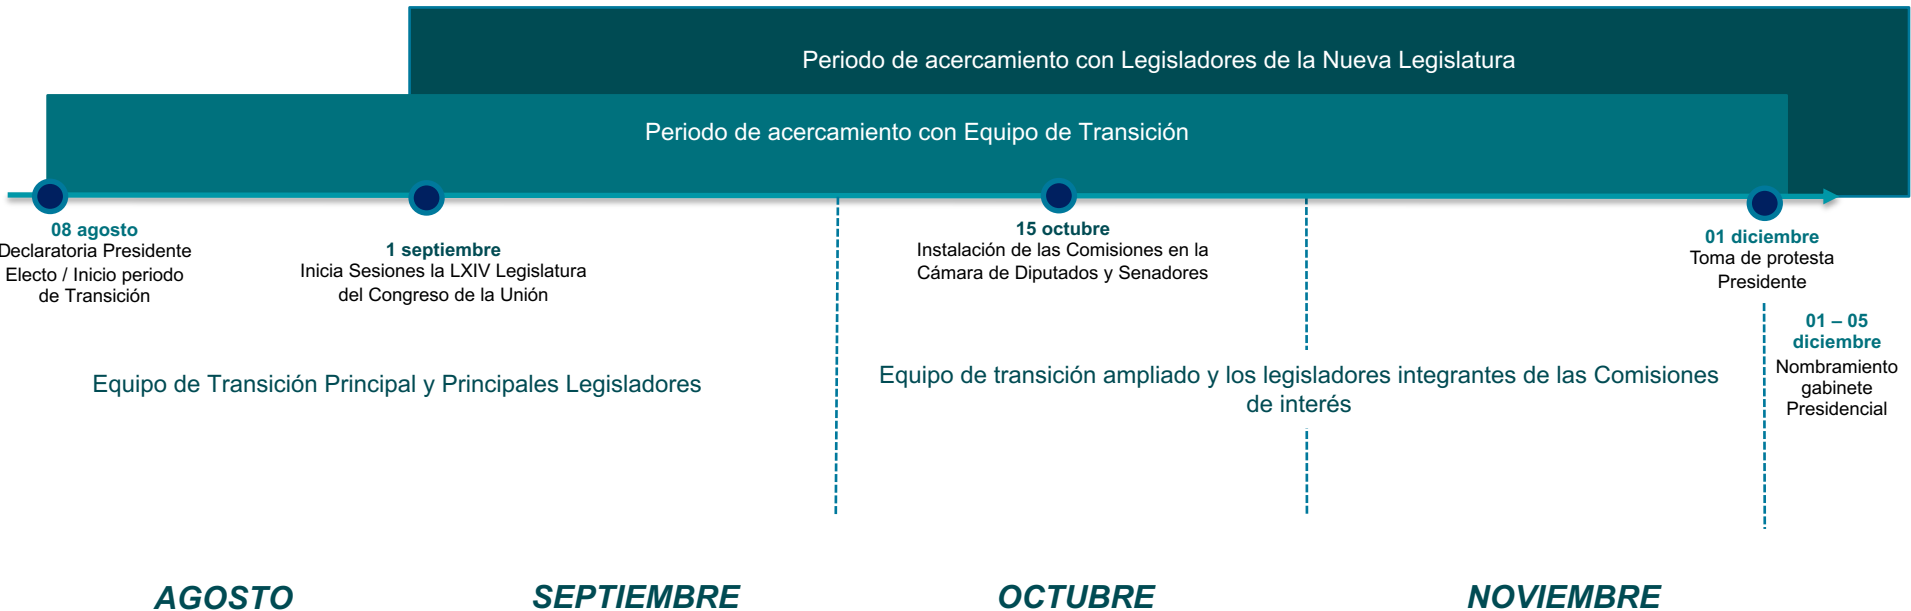 Periodo de acercamiento con Legisladores de la Nueva Legislatura
Periodo de acercamiento con Equipo de Transición
08 agosto
Declaratoria Presidente
Electo / Inicio periodo
de Transición
1 septiembre
Inicia Sesiones la LXIV Legislatura
del Congreso de la Unión
15 octubre
Instalación de las Comisiones en la
Cámara de Diputados y Senadores
01 diciembre
Toma de protesta
Presidente
01 – 05
diciembre
Nombramiento
gabinete
Presidencial
Equipo de Transición Principal y Principales Legisladores
Equipo de transición ampliado y los legisladores integrantes de las Comisiones
de interés
AGOSTO
SEPTIEMBRE
OCTUBRE
NOVIEMBRE